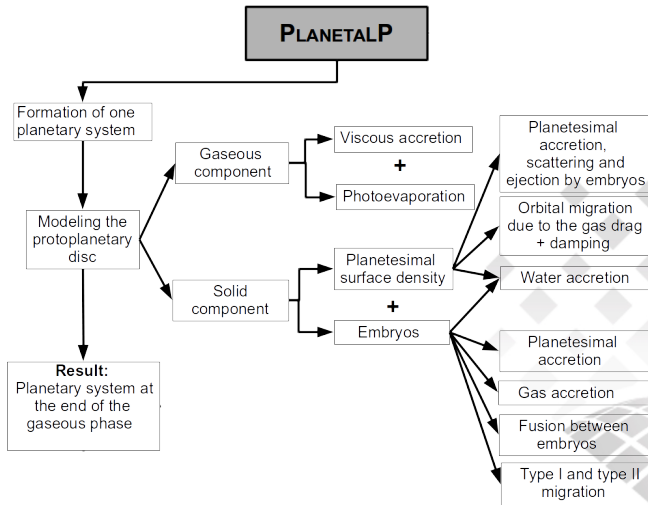 PLANETALP
Formation of one
planetary system
Modeling the
protoplanetary
disc
Result:
Planetary system at
the end of the
gaseous phase
Gaseous
component
Solid
component
Viscous accretion
+
Photoevaporation
Planetesimal
surface density
+
Embryos
Planetesimal
accretion,
scattering and
ejection by embryos
Orbital migration
due to the gas drag
+ damping
Water accretion
Planetesimal
accretion
Gas accretion
Fusion between
embryos
Type I and type II
migration